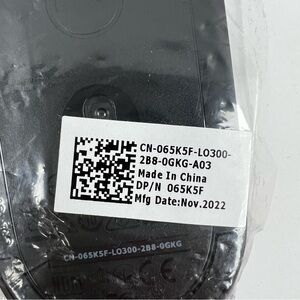 CN-065K5F-LO300-
2B8-0GKG-A03
Made In China
DP/N 065K5F
Mfg Date:Nov.2022
CN-065K5F-LO300-2B8-0GKG